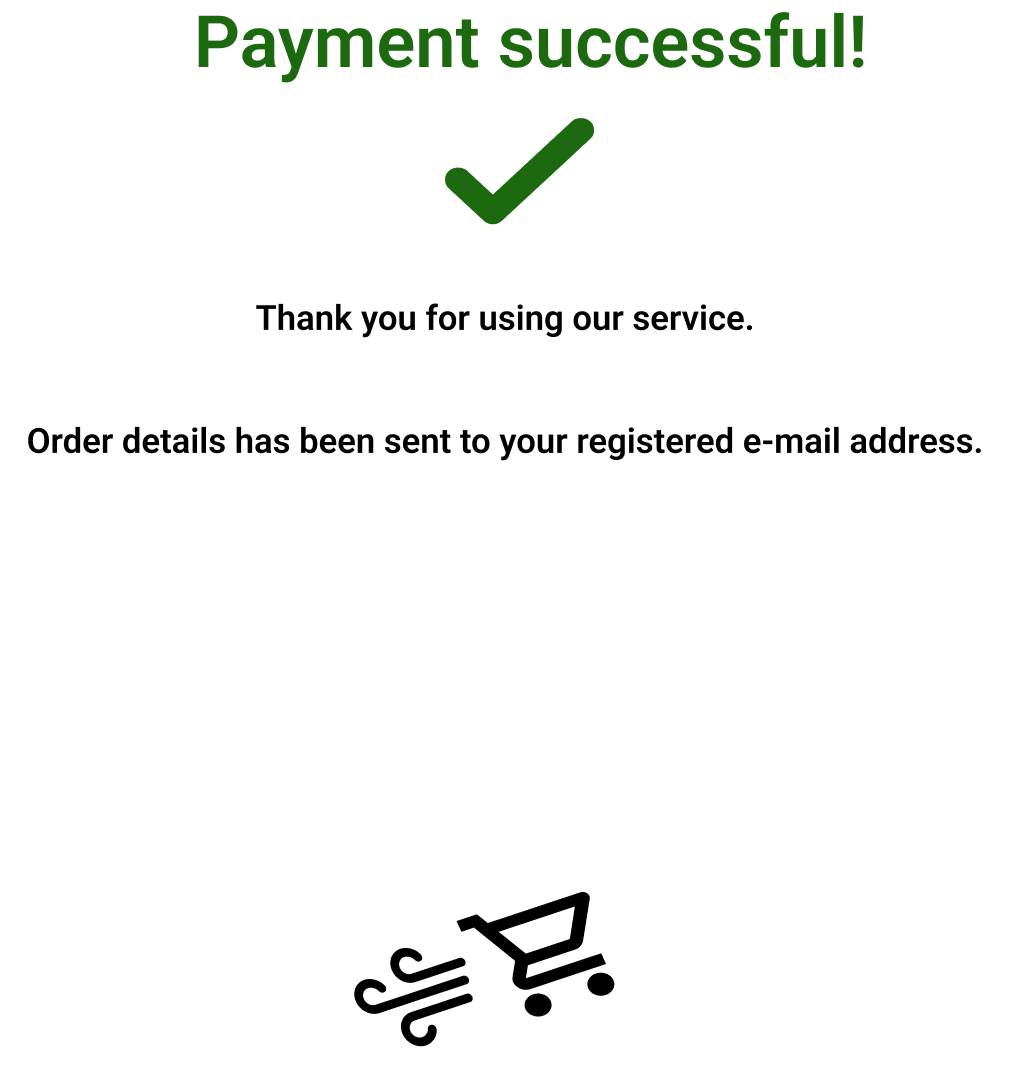 Payment successful!
Thank you for using our service.
Order details has been sent to your registered e-mail address.